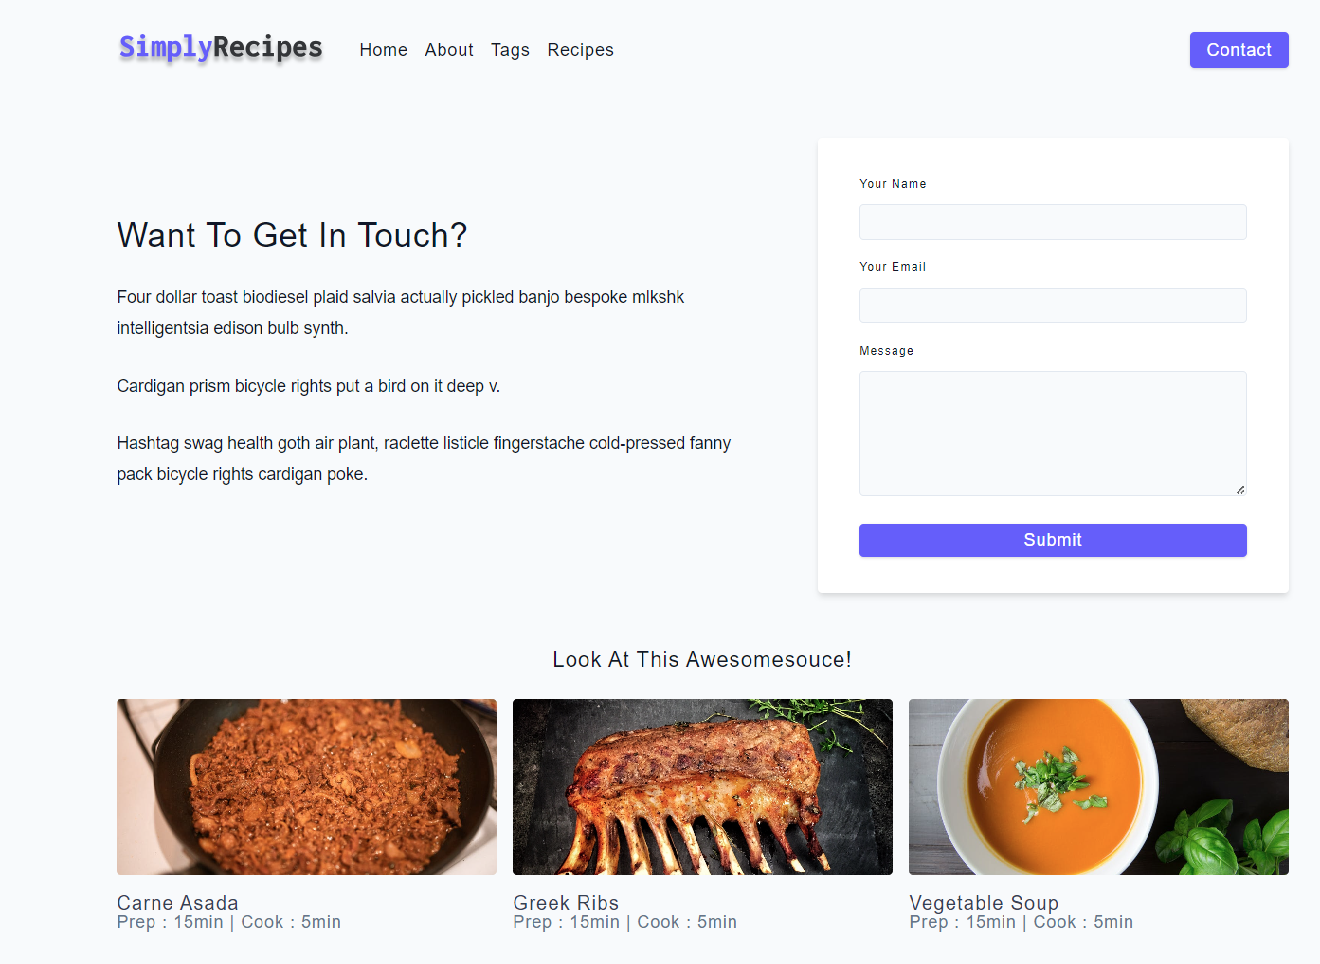 SimplyRecipes
Home About Tags Recipes
Contact
Want To Get In Touch?
Four dollar toast biodiesel plaid salvia actually pickled banjo bespoke mlkshk
intelligentsia edison bulb synth.
Cardigan prism bicycle rights put a bird on it deep v.
Hashtag swag health goth air plant, raclette listicle fingerstache cold-pressed fanny
pack bicycle rights cardigan poke.
Your Name
Your Email
Message
Submit
Look At This Awesomesouce!
Carne Asada
Prep : 15min | Cook : 5min
Greek Ribs
Prep : 15min | Cook : 5min
Vegetable Soup
Prep : 15min | Cook : 5min